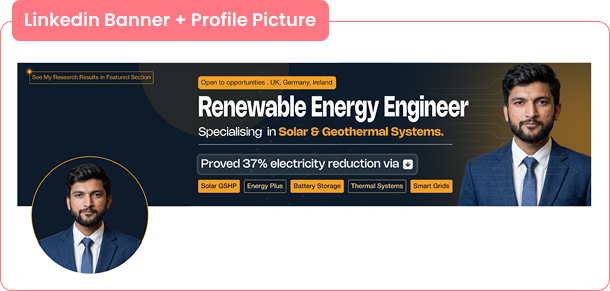 Linkedin Banner + Profile Picture
See My Research Results in Featured Section
Open to opportunities . UK, Germany, Ireland
Renewable Energy Engineer
Specialising in Solar & Geothermal Systems.
Proved 37% electricity reduction via
Solar GSHP Energy Plus Battery Storage Thermal Systems Smart Grids